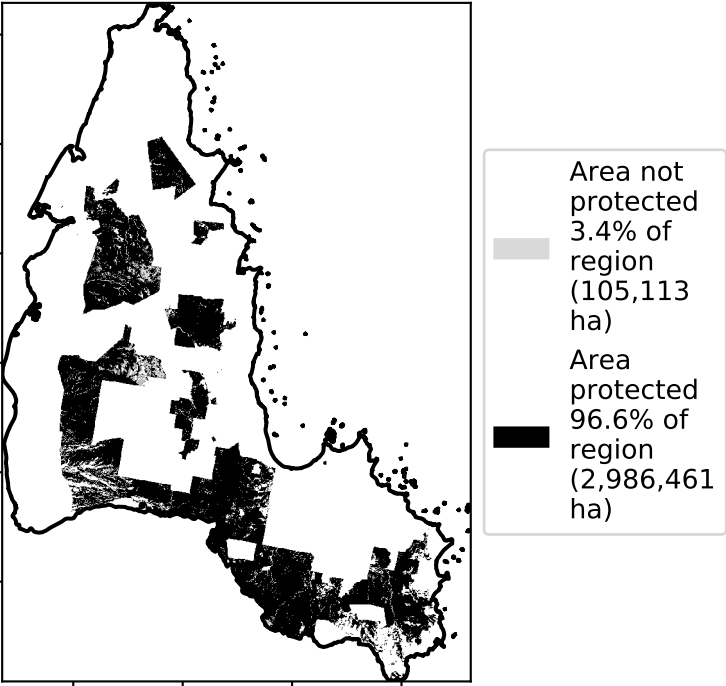 Area not
protected
3.4% of
region
(105,113
ha)
Area
protected
96.6% of
region
(2,986,461
ha)